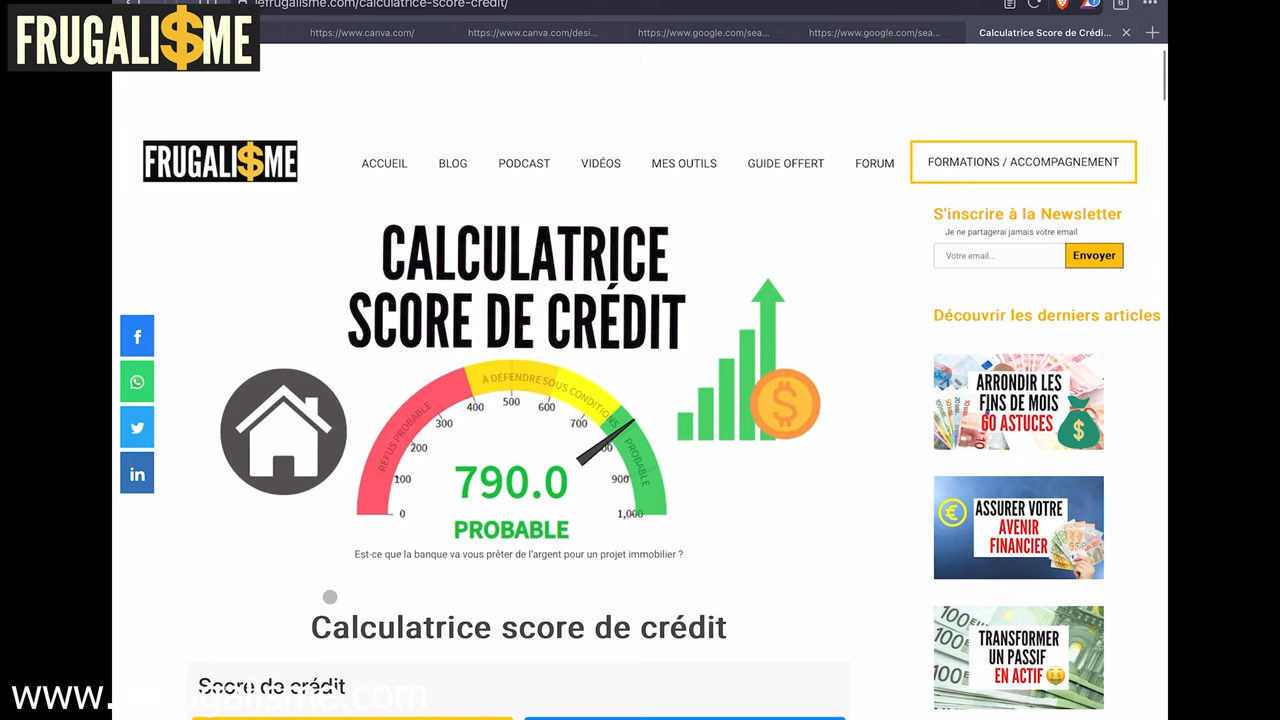 FRUGALI$ME
lefrugalisme.com/calculatrice-score-credit/
6
https://www.canva.com/
https://www.canva.com/desi...
https://www.google.com/sea...
https://www.google.com/sea...
Calculatrice Score de Crédi...
FRUGALI$ME
ACCUEIL
BLOG
PODCAST
VIDÉOS
MES OUTILS
GUIDE OFFERT
FORUM
FORMATIONS / ACCOMPAGNEMENT
S'inscrire à la Newsletter
Je ne partagerai jamais votre email
Votre email...
Envoyer
CALCULATRICE
SCORE DE CRÉDIT
REFUS PROBABLE
À DÉFENDRE SOUS CONDITIONS
PROBABLE
0
100
200
300
400
500
600
700
900
1,000
790.0
PROBABLE
Est-ce que la banque va vous prêter de l'argent pour un projet immobilier ?
Découvrir les derniers articles
ARRONDIR LES
FINS DE MOIS
60 ASTUCES
ASSURER VOTRE
AVENIR
FINANCIER
TRANSFORMER
UN PASSIF
EN ACTIF
Calculatrice score de crédit
Score de crédit